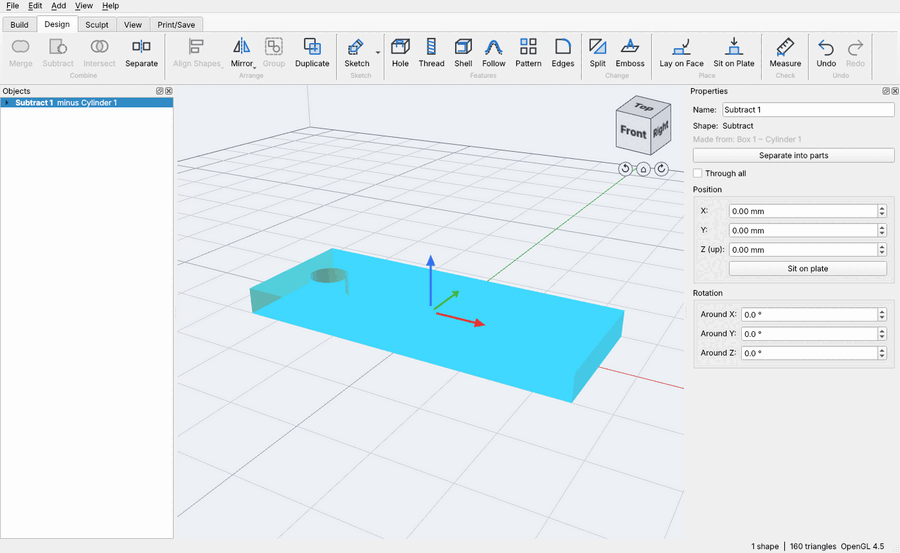 File Edit Add View Help
Build Design Sculpt View Print/Save
Merge Subtract Intersect Separate Align Shapes Mirror Group Duplicate Sketch Hole Thread Shell Follow Pattern Edges Split Emboss Lay on Face Sit on Plate Measure Undo Redo
Combine Arrange Sketch Features Change Place Check Undo
Objects
Subtract 1 minus Cylinder 1
Top
Front
Right
Properties
Name: Subtract 1
Shape: Subtract
Made from: Box 1 – Cylinder 1
Separate into parts
Through all
Position
X: 0.00 mm
Y: 0.00 mm
Z (up): 0.00 mm
Sit on plate
Rotation
Around X: 0.0 °
Around Y: 0.0 °
Around Z: 0.0 °
1 shape | 160 triangles OpenGL 4.5